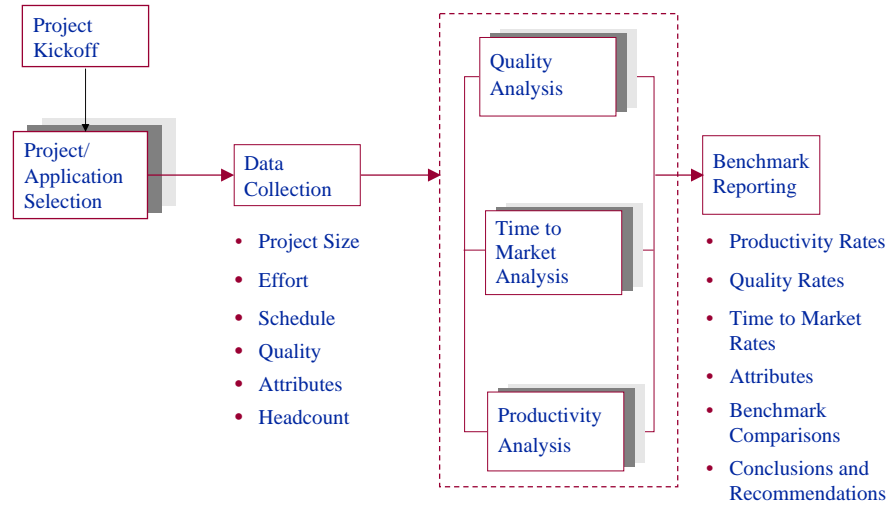 Project
Kickoff
Project/
Application
Selection
Data
Collection
• Project Size
• Effort
• Schedule
• Quality
• Attributes
• Headcount
Quality
Analysis
Time to
Market
Analysis
Productivity
Analysis
Benchmark
Reporting
• Productivity Rates
• Quality Rates
• Time to Market
Rates
• Attributes
• Benchmark
Comparisons
• Conclusions and
Recommendations